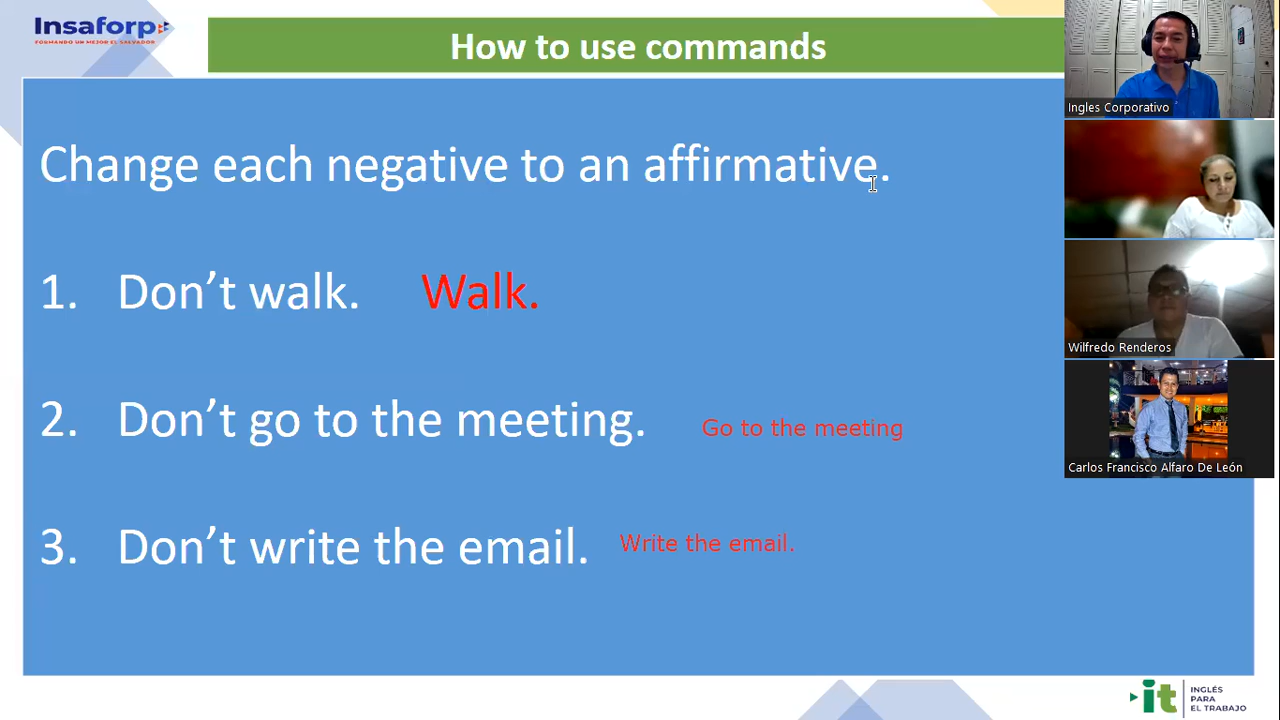 Insaforp
FORMANDO UN MEJOR EL SALVADOR
How to use commands
Change each negative to an affirmative.
1. Don’t walk. Walk.
2. Don’t go to the meeting. Go to the meeting
3. Don’t write the email. Write the email.
Ingles Corporativo
Wilfredo Renderos
Carlos Francisco Alfaro De León
it
INGLÉS
PARA
EL TRABAJO